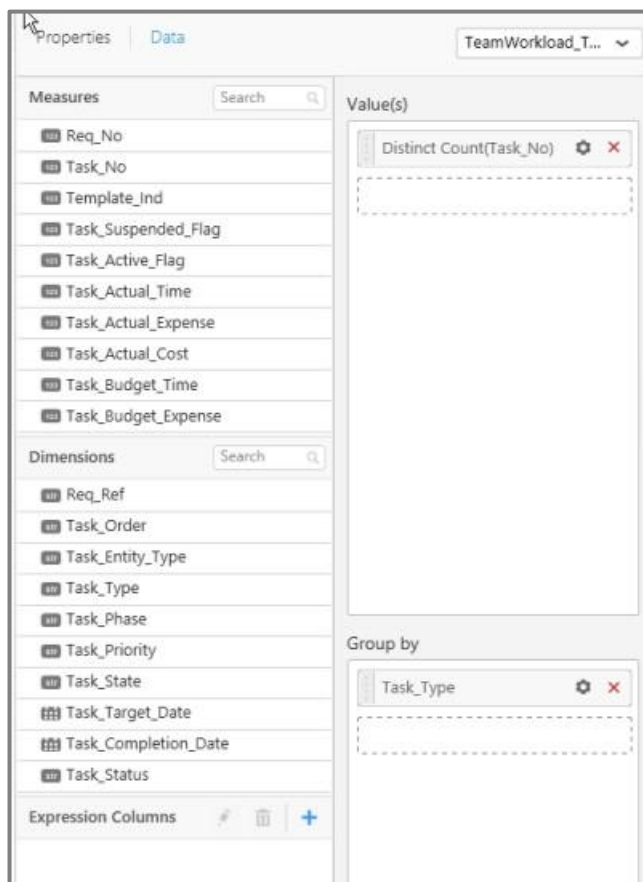 Properties
Data
TeamWorkload_T...
Measures
Search
Req_No
Task_No
Template_Ind
Task_Suspended_Flag
Task_Active_Flag
Task_Actual_Time
Task_Actual_Expense
Task_Actual_Cost
Task_Budget_Time
Task_Budget_Expense
Dimensions
Search
Req_Ref
Task_Order
Task_Entity_Type
Task_Type
Task_Phase
Task_Priority
Task_State
Task_Target_Date
Task_Completion_Date
Task_Status
Expression Columns
Value(s)
Distinct Count(Task_No)
Group by
Task_Type